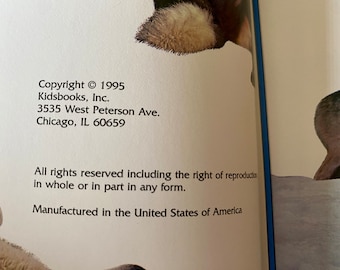 Copyright © 1995
Kidsbooks, Inc.
3535 West Peterson Ave.
Chicago, IL 60659
All rights reserved including the right of reproduction
in whole or in part in any form.
Manufactured in the United States of America